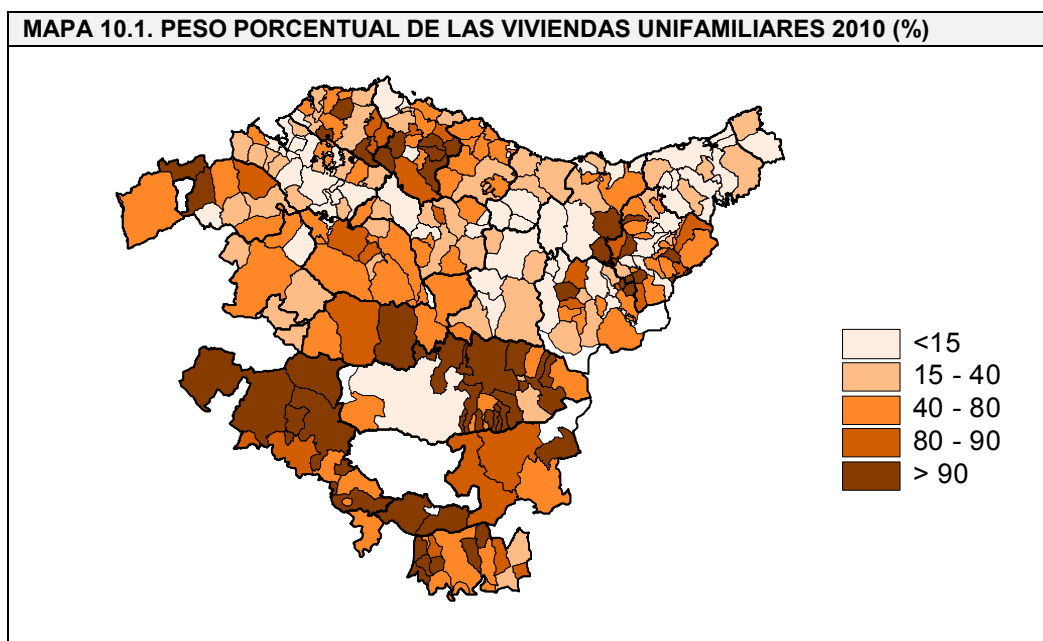 MAPA 10.1. PESO PORCENTUAL DE LAS VIVIENDAS UNIFAMILIARES 2010 (%)
<15
15 - 40
40 - 80
80 - 90
> 90